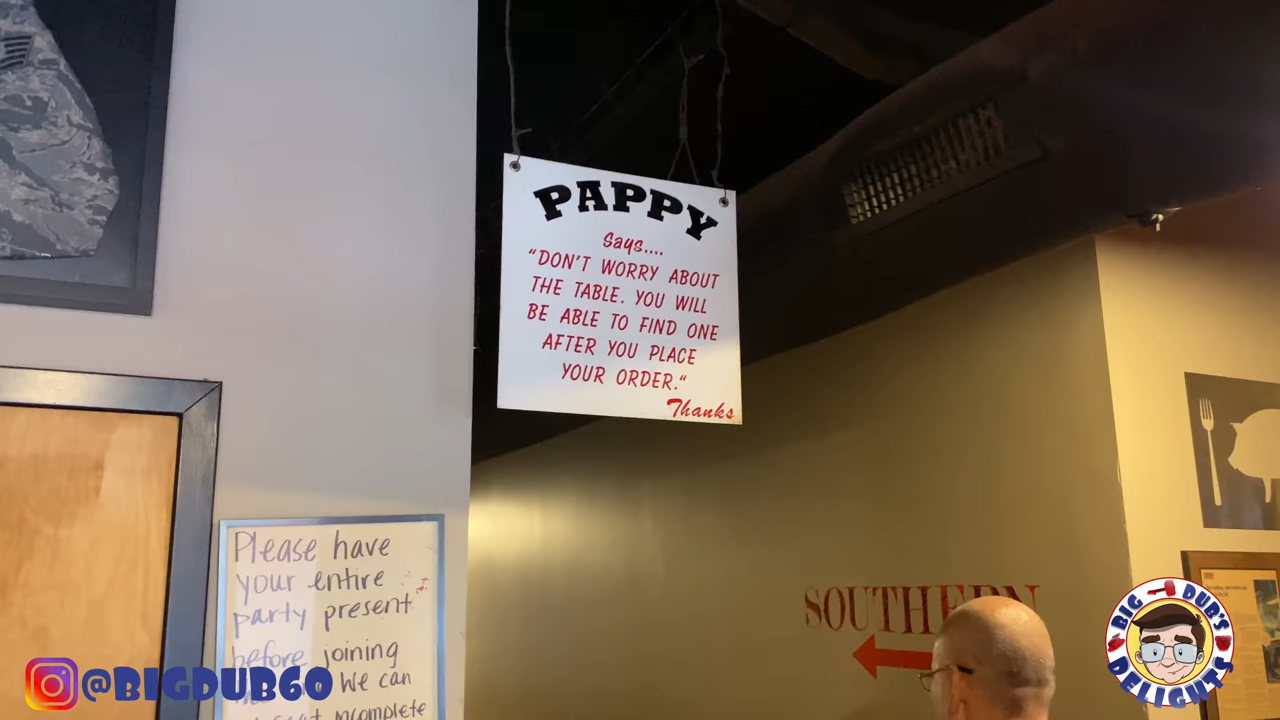 PAPPY
Says....
"DON'T WORRY ABOUT
THE TABLE. YOU WILL
BE ABLE TO FIND ONE
AFTER YOU PLACE
YOUR ORDER."
Thanks
Please have
your entire
party present
before joining
We can
incomplete
SOUTHERN
@BIGDUB60
BIG DUB'S
DELIGHTS